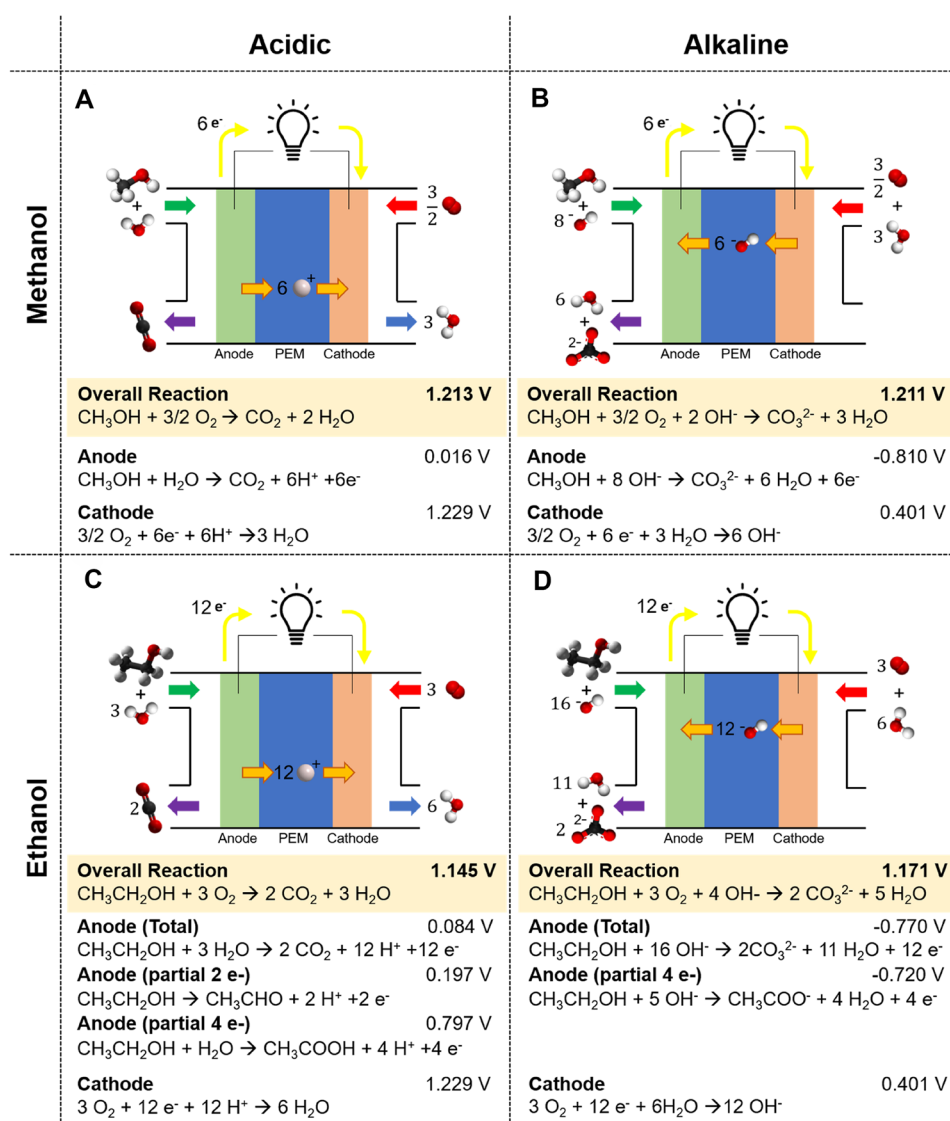 Acidic
Alkaline
Methanol
A
6 e-
+
3/2
6 +
3
Anode PEM Cathode
Overall Reaction 1.213 V
CH₃OH + 3/2 O₂ → CO₂ + 2 H₂O
Anode 0.016 V
CH₃OH + H₂O → CO₂ + 6H⁺ +6e⁻
Cathode 1.229 V
3/2 O₂ + 6e⁻ + 6H⁺ →3 H₂O
B
6 e-
+
8 -
3/2
+
3
6 -
6
+
2-
Anode PEM Cathode
Overall Reaction 1.211 V
CH₃OH + 3/2 O₂ + 2 OH⁻ → CO₃²⁻ + 3 H₂O
Anode -0.810 V
CH₃OH + 8 OH⁻ → CO₃²⁻ + 6 H₂O + 6e⁻
Cathode 0.401 V
3/2 O₂ + 6 e⁻ + 3 H₂O →6 OH⁻
Ethanol
C
12 e-
+
3
3
12 +
2
6
Anode PEM Cathode
Overall Reaction 1.145 V
CH₃CH₂OH + 3 O₂ → 2 CO₂ + 3 H₂O
Anode (Total) 0.084 V
CH₃CH₂OH + 3 H₂O → 2 CO₂ + 12 H⁺ +12 e⁻
Anode (partial 2 e-) 0.197 V
CH₃CH₂OH → CH₃CHO + 2 H⁺ +2 e⁻
Anode (partial 4 e-) 0.797 V
CH₃CH₂OH + H₂O → CH₃COOH + 4 H⁺ +4 e⁻
Cathode 1.229 V
3 O₂ + 12 e⁻ + 12 H⁺ → 6 H₂O
D
12 e-
+
16 -
3
+
6
12 -
11
+
2 2-
Anode PEM Cathode
Overall Reaction 1.171 V
CH₃CH₂OH + 3 O₂ + 4 OH- → 2 CO₃²⁻ + 5 H₂O
Anode (Total) -0.770 V
CH₃CH₂OH + 16 OH⁻ → 2CO₃²⁻ + 11 H₂O + 12 e⁻
Anode (partial 4 e-) -0.720 V
CH₃CH₂OH + 5 OH⁻ → CH₃COO⁻ + 4 H₂O + 4 e⁻
Cathode 0.401 V
3 O₂ + 12 e⁻ + 6H₂O →12 OH⁻